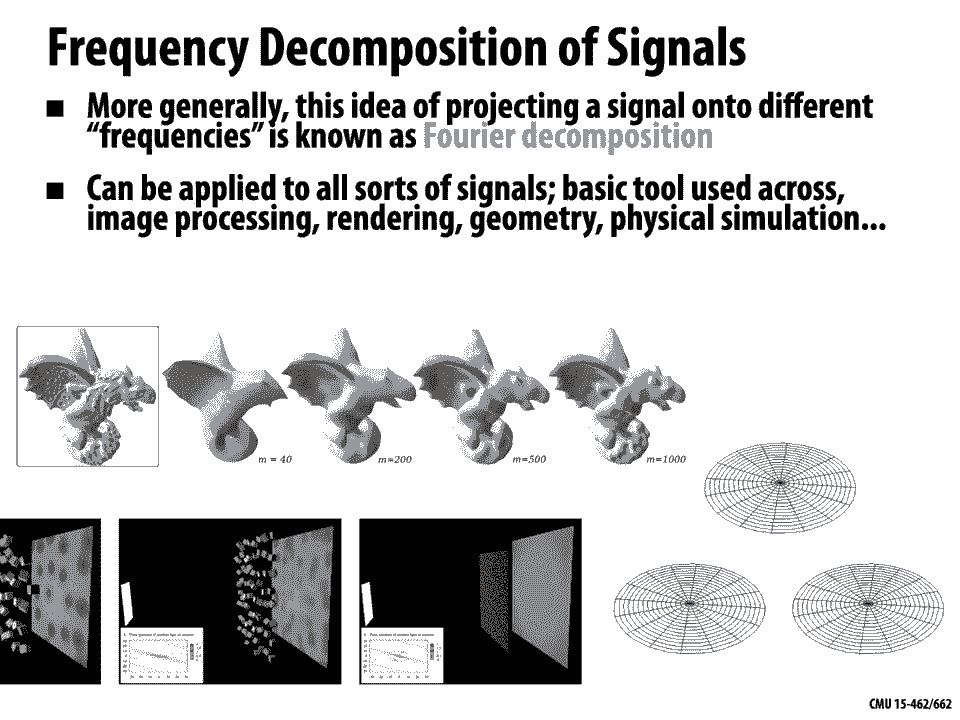 Frequency Decomposition of Signals
■ More generally, this idea of projecting a signal onto different
“frequencies” is known as Fourier decomposition
■ Can be applied to all sorts of signals; basic tool used across,
image processing, rendering, geometry, physical simulation...
m = 40
m=200
m=500
m=1000
CMU 15-462/662